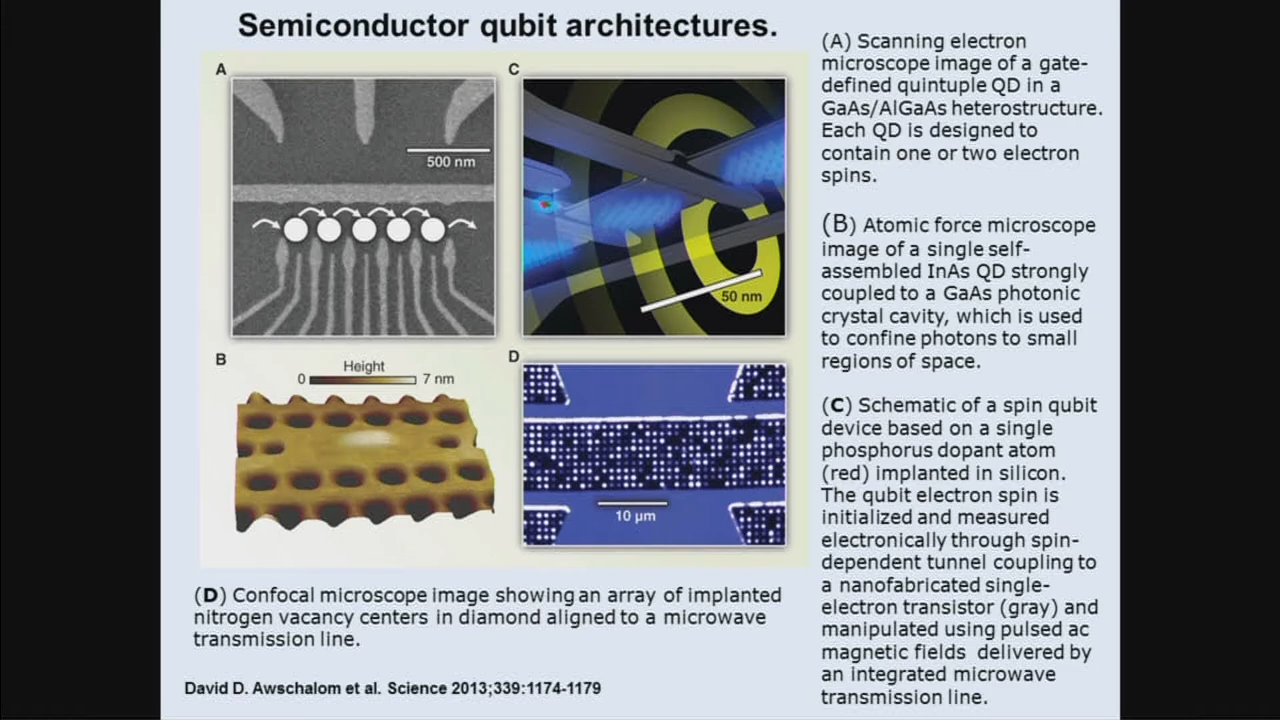 Semiconductor qubit architectures.
A
500 nm
C
50 nm
B
Height
0
7 nm
D
10 µm
(A) Scanning electron
microscope image of a gate-
defined quintuple QD in a
GaAs/AlGaAs heterostructure.
Each QD is designed to
contain one or two electron
spins.
(B) Atomic force microscope
image of a single self-
assembled InAs QD strongly
coupled to a GaAs photonic
crystal cavity, which is used
to confine photons to small
regions of space.
(C) Schematic of a spin qubit
device based on a single
phosphorus dopant atom
(red) implanted in silicon.
The qubit electron spin is
initialized and measured
electronically through spin-
dependent tunnel coupling to
a nanofabricated single-
electron transistor (gray) and
manipulated using pulsed ac
magnetic fields delivered by
an integrated microwave
transmission line.
(D) Confocal microscope image showing an array of implanted
nitrogen vacancy centers in diamond aligned to a microwave
transmission line.
David D. Awschalom et al. Science 2013;339:1174-1179